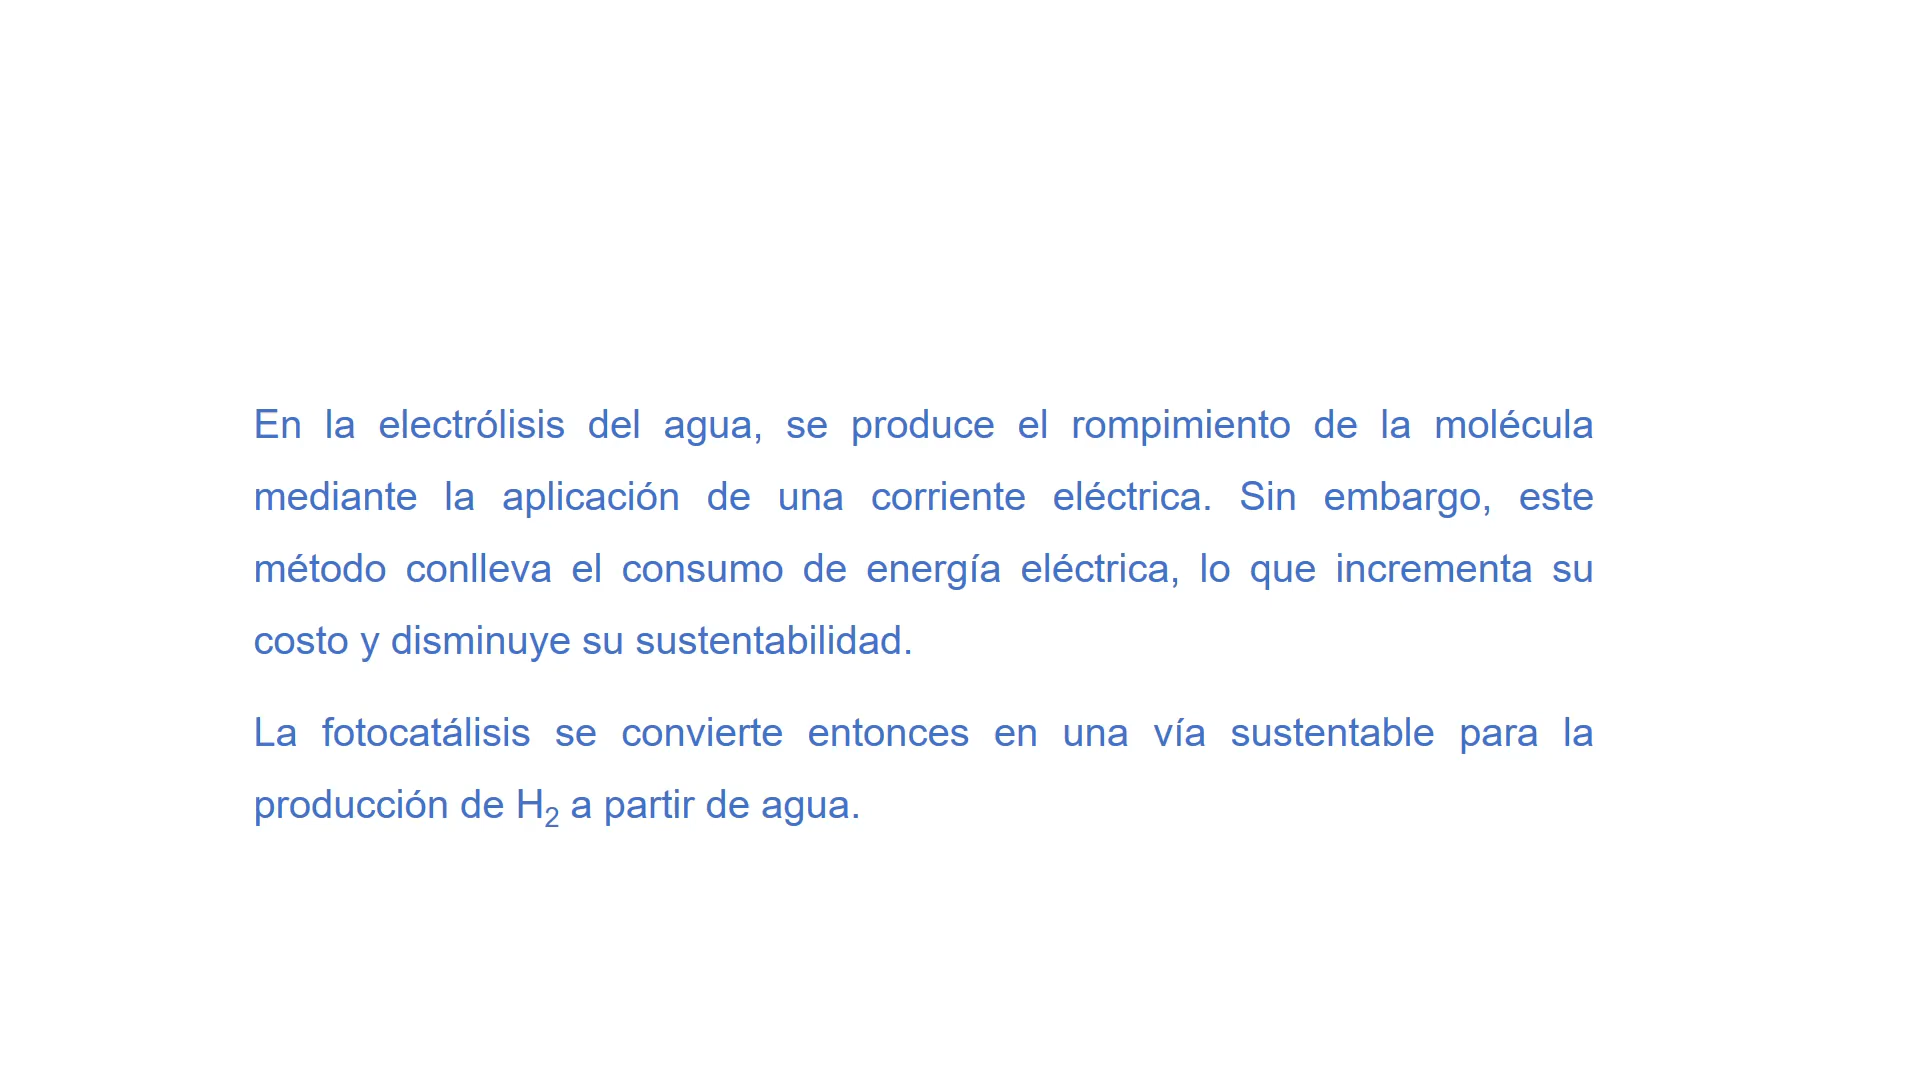 En la electrólisis del agua, se produce el rompimiento de la molécula
mediante la aplicación de una corriente eléctrica. Sin embargo, este
método conlleva el consumo de energía eléctrica, lo que incrementa su
costo y disminuye su sustentabilidad.
La fotocatálisis se convierte entonces en una vía sustentable para la
producción de H₂ a partir de agua.